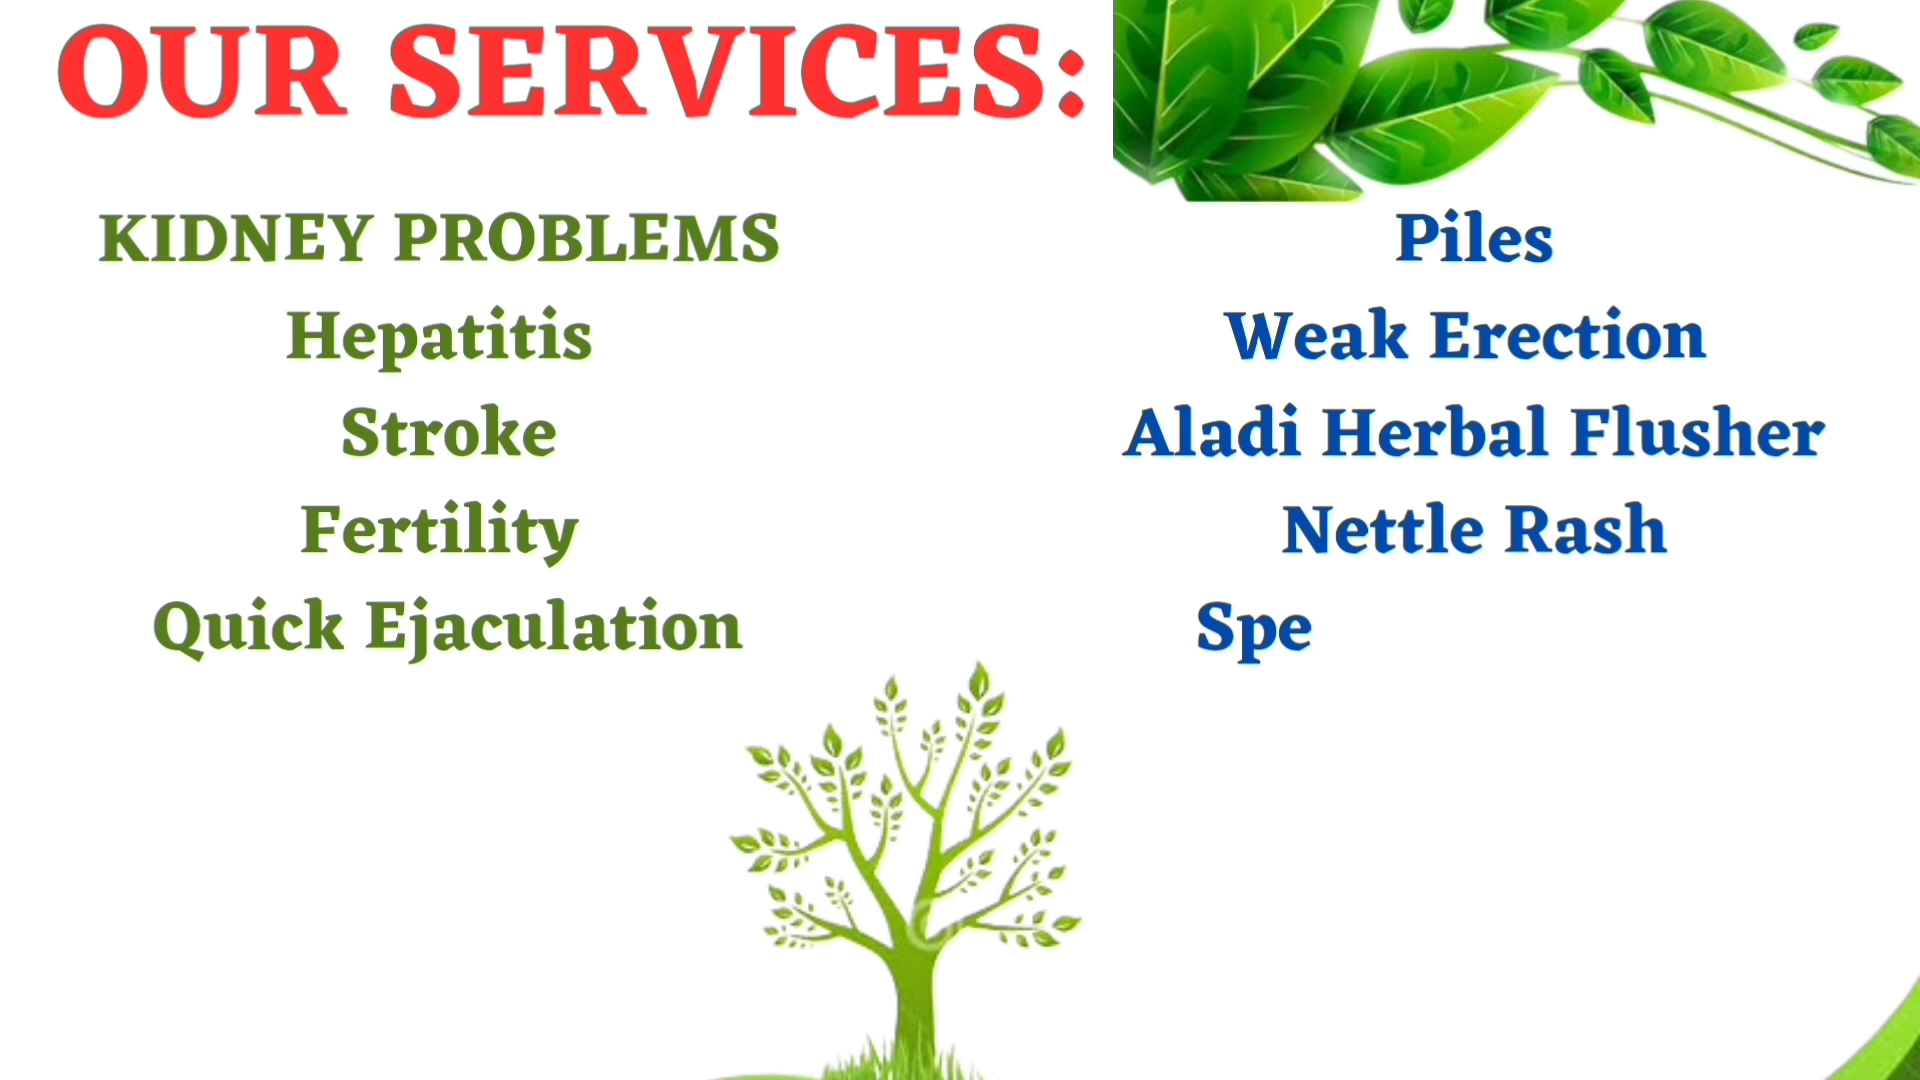 OUR SERVICES:
KIDNEY PROBLEMS
Hepatitis
Stroke
Fertility
Quick Ejaculation
Piles
Weak Erection
Aladi Herbal Flusher
Nettle Rash
Spe